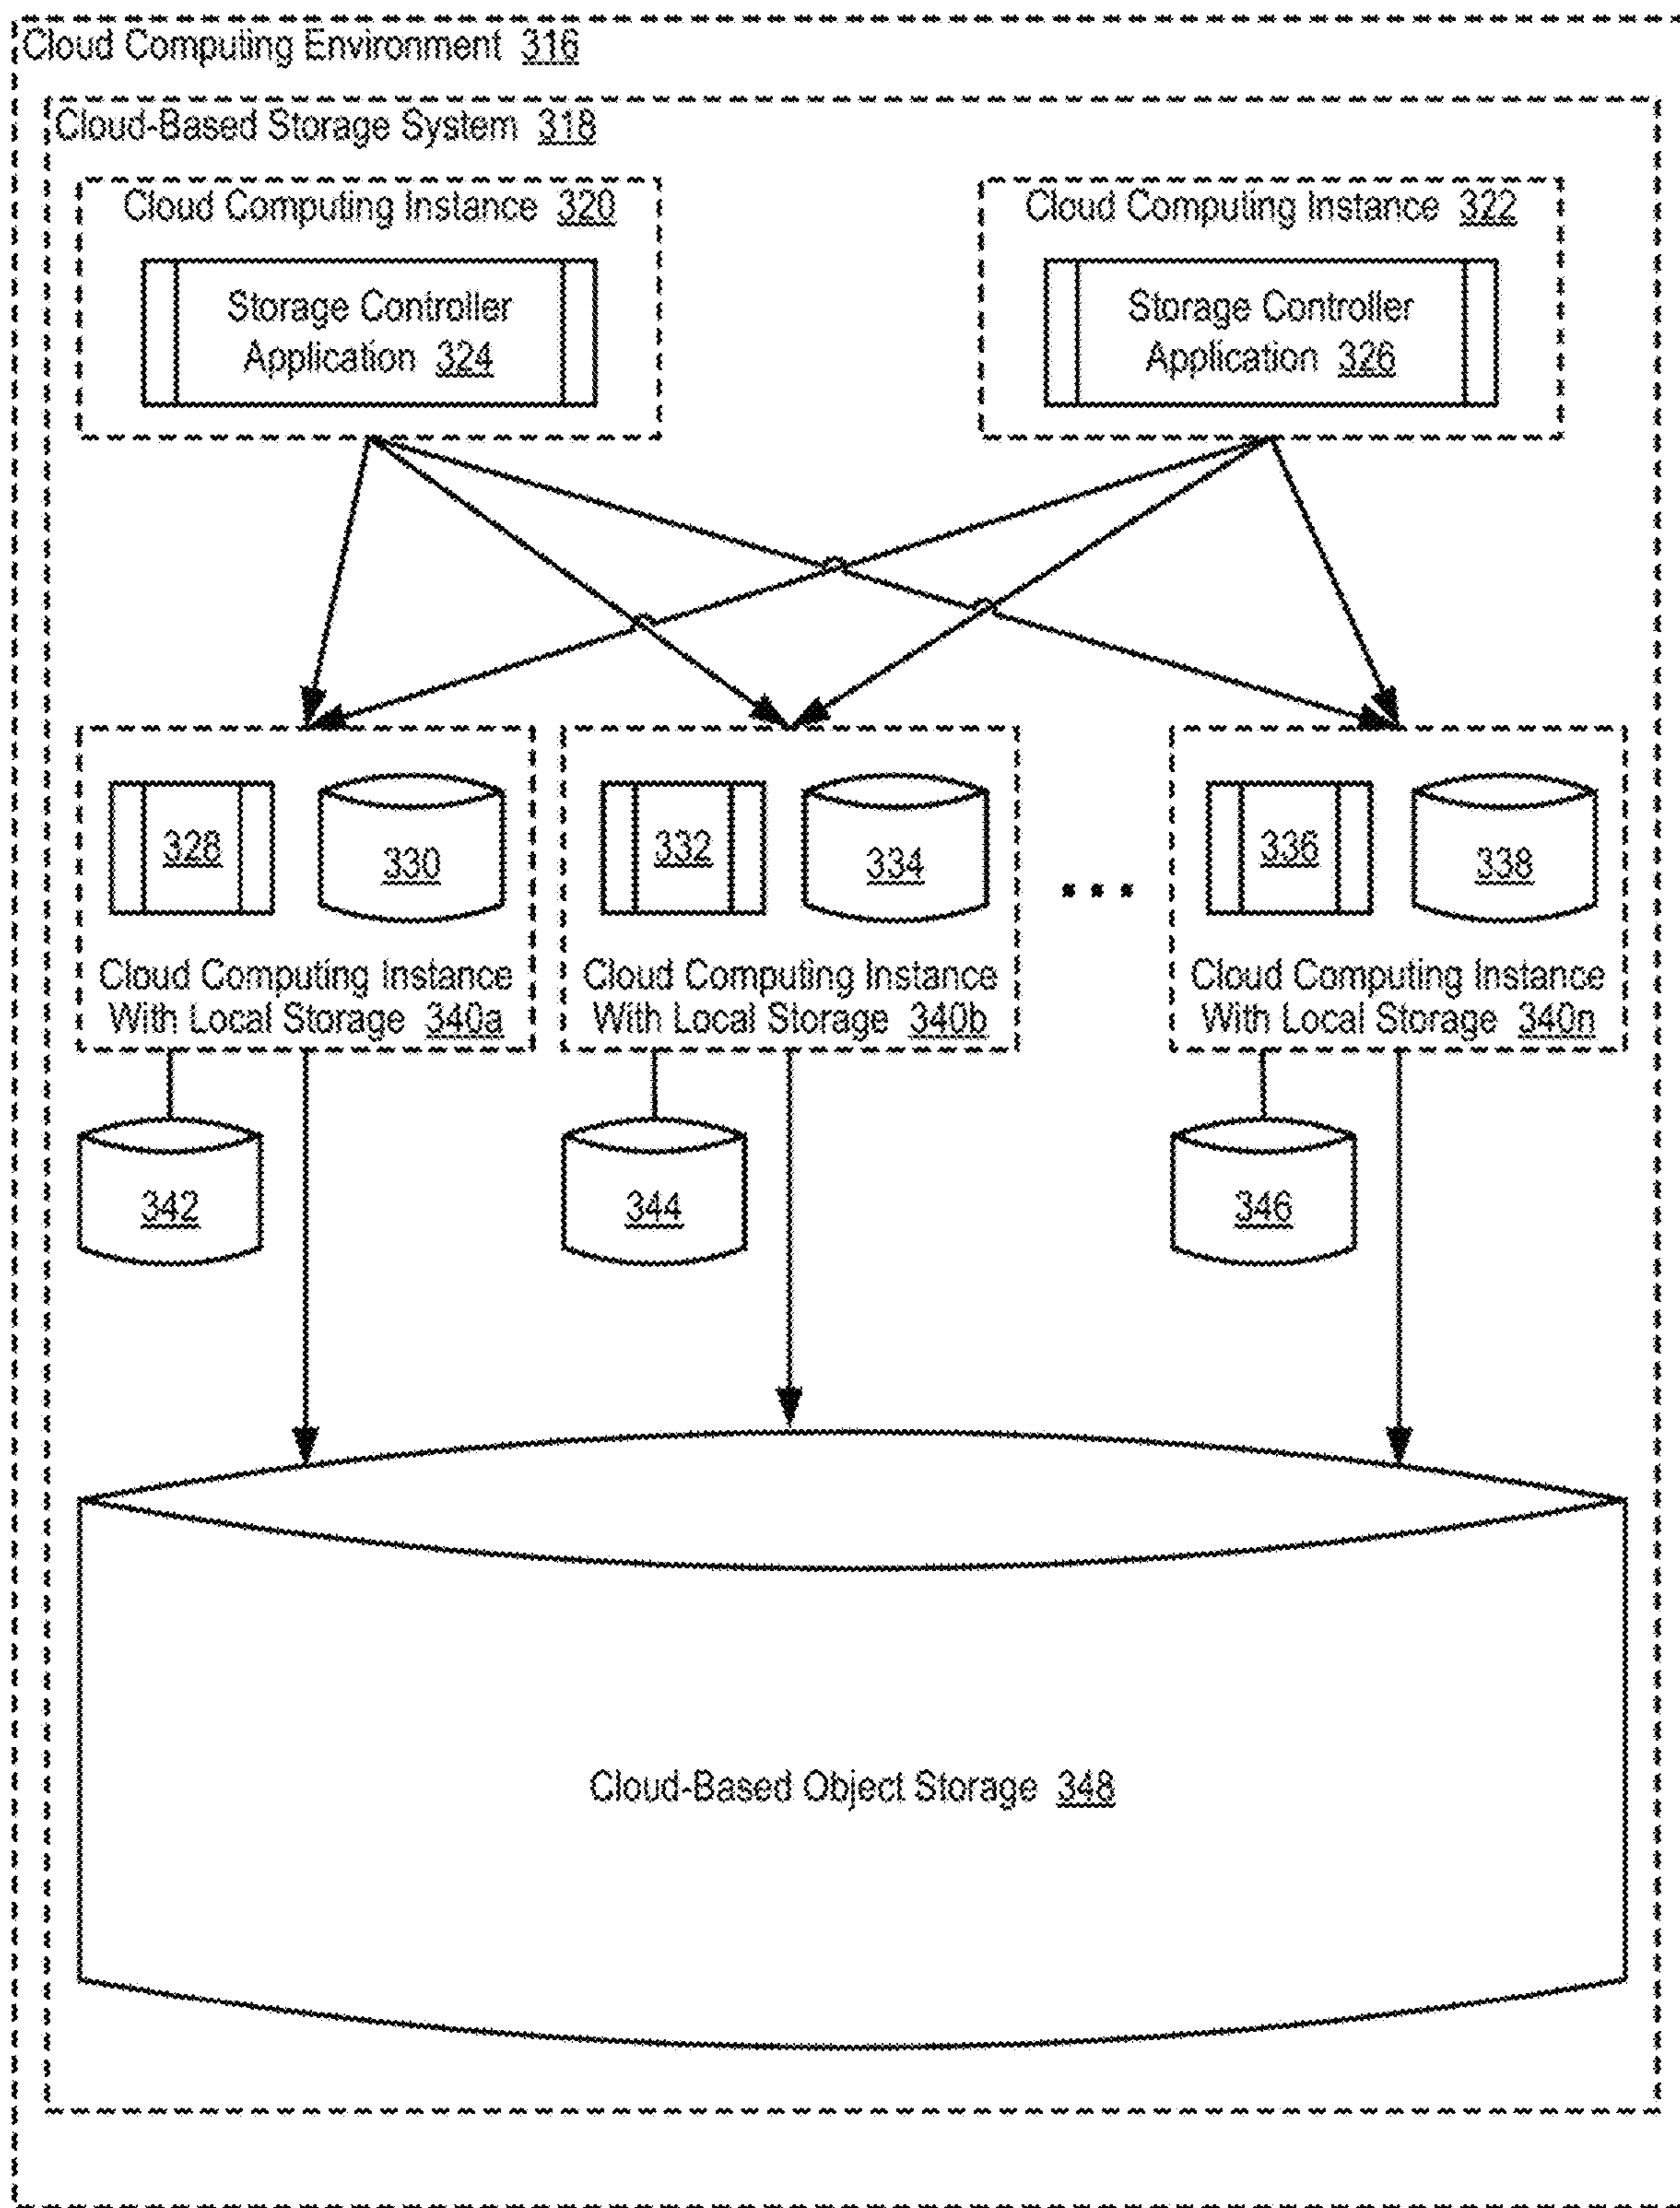 Cloud Computing Environment 316
Cloud-Based Storage System 318
Cloud Computing Instance 320
Storage Controller
Application 324
Cloud Computing Instance 322
Storage Controller
Application 326
328
330
Cloud Computing Instance
With Local Storage 340a
332
334
Cloud Computing Instance
With Local Storage 340b
...
336
338
Cloud Computing Instance
With Local Storage 340n
342
344
346
Cloud-Based Object Storage 348